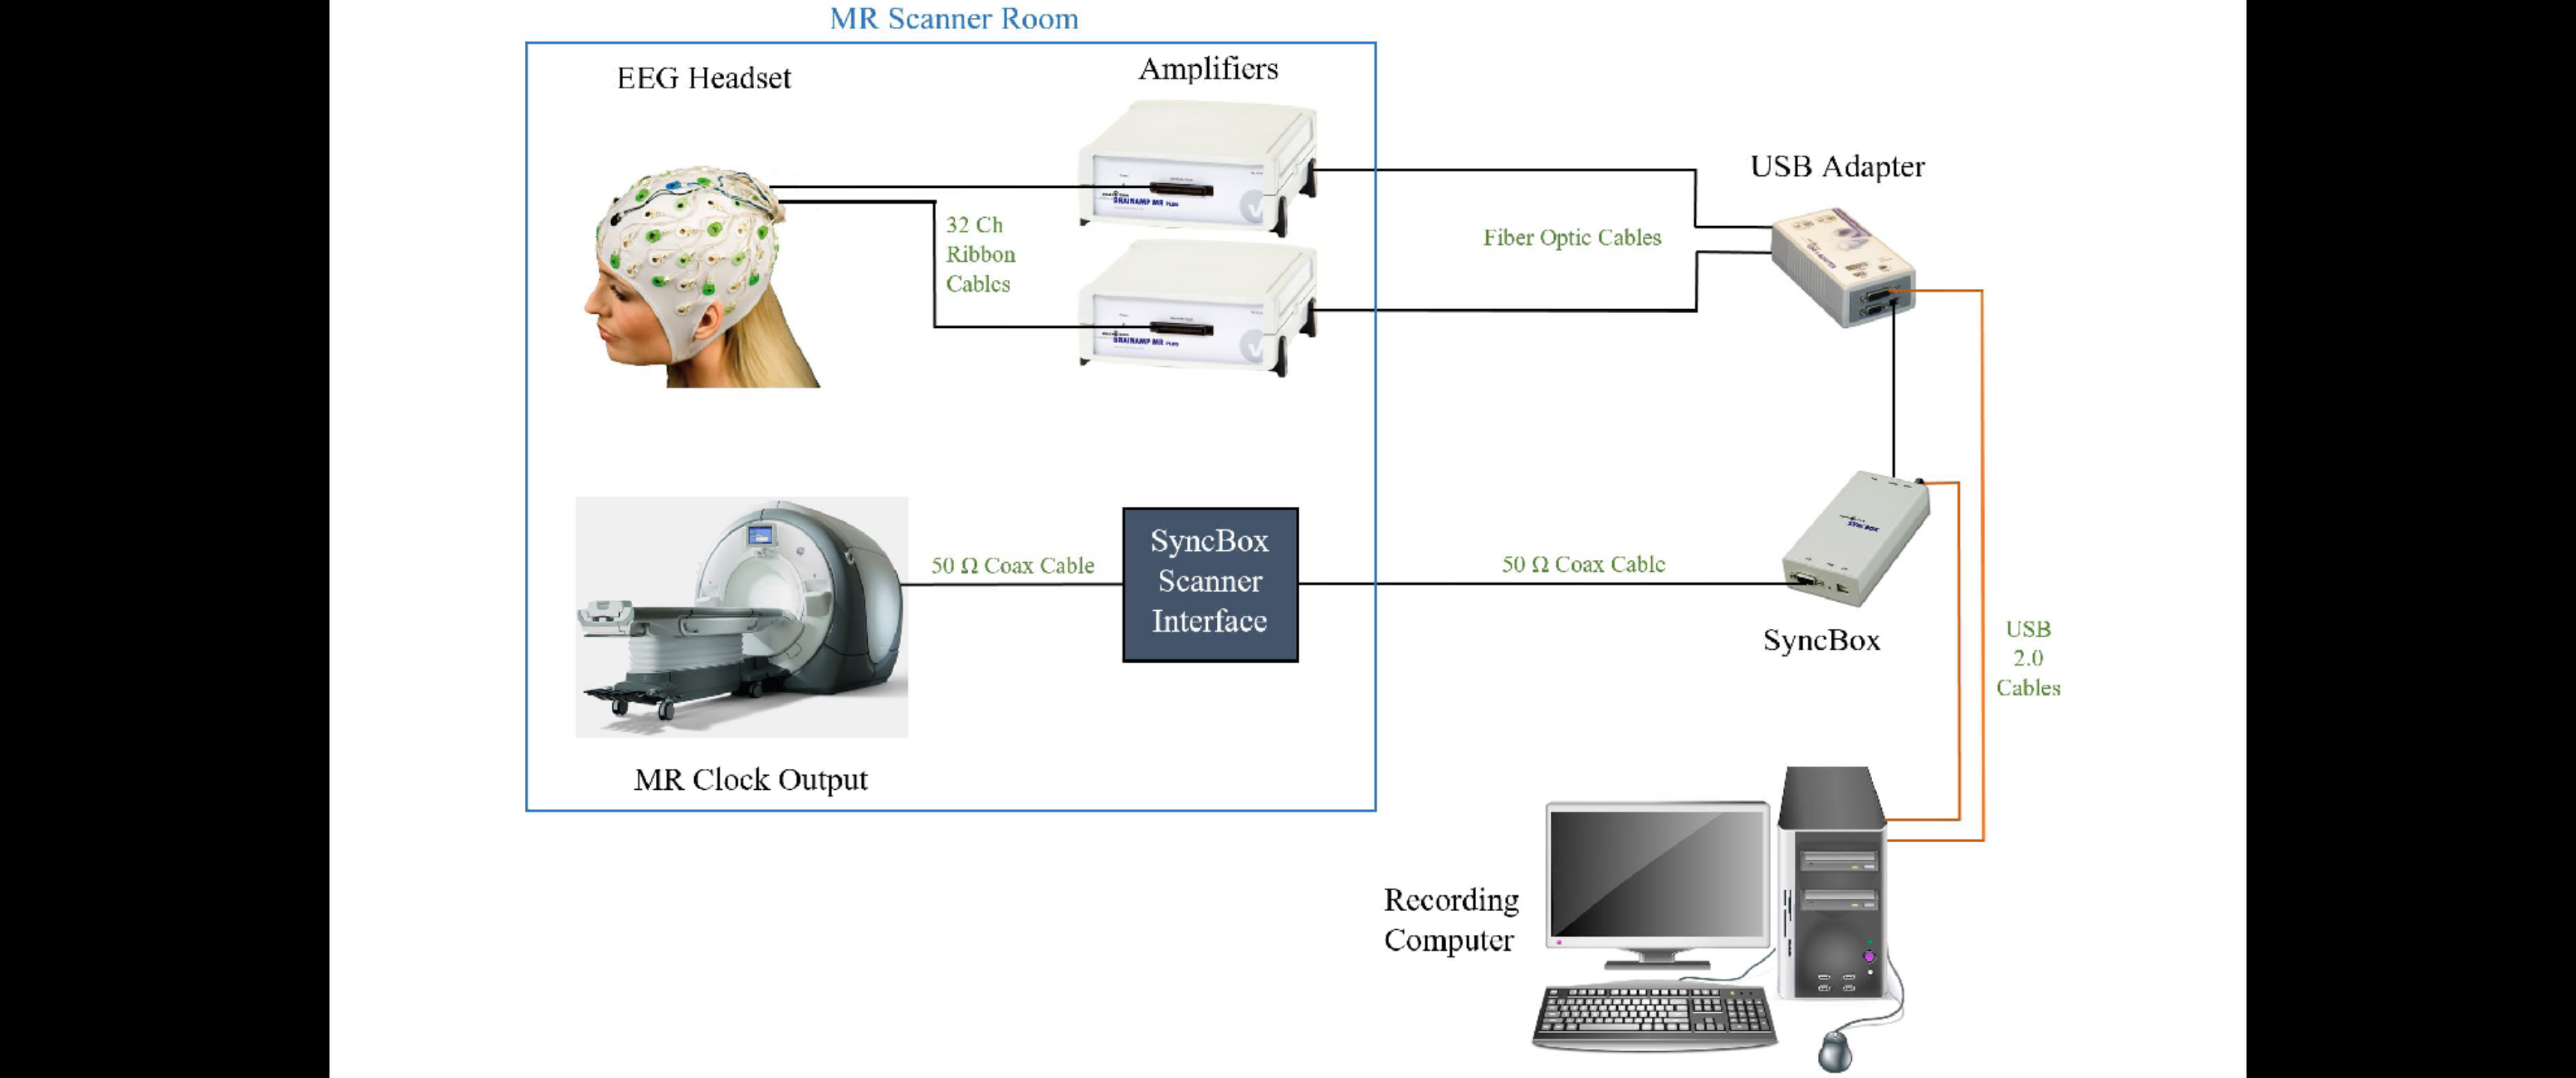 MR Scanner Room
EEG Headset
Amplifiers
BRAINAMP MR PLUS
BRAINAMP MR PLUS
32 Ch
Ribbon
Cables
Fiber Optic Cables
USB Adapter
50 Ω Coax Cable
SyncBox
Scanner
Interface
50 Ω Coax Cable
SYNCBOX
SyncBox
USB
2.0
Cables
MR Clock Output
Recording
Computer